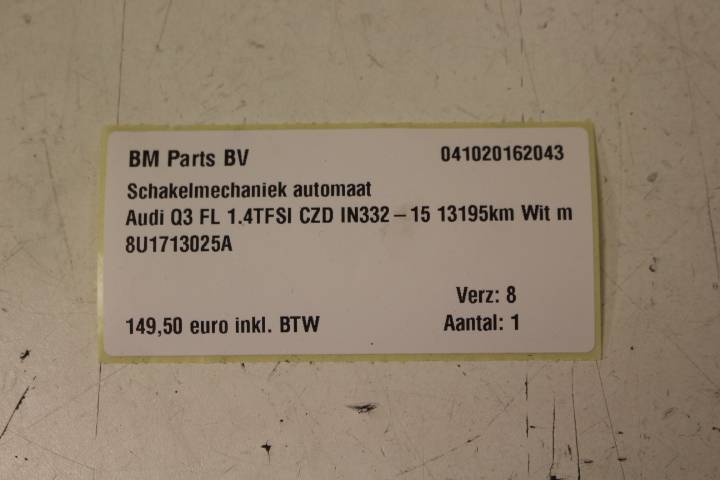 BM Parts BV 041020162043
Schakelmechaniek automaat
Audi Q3 FL 1.4TFSI CZD IN332 – 15 13195km Wit m
8U1713025A
Verz: 8
149,50 euro inkl. BTW Aantal: 1